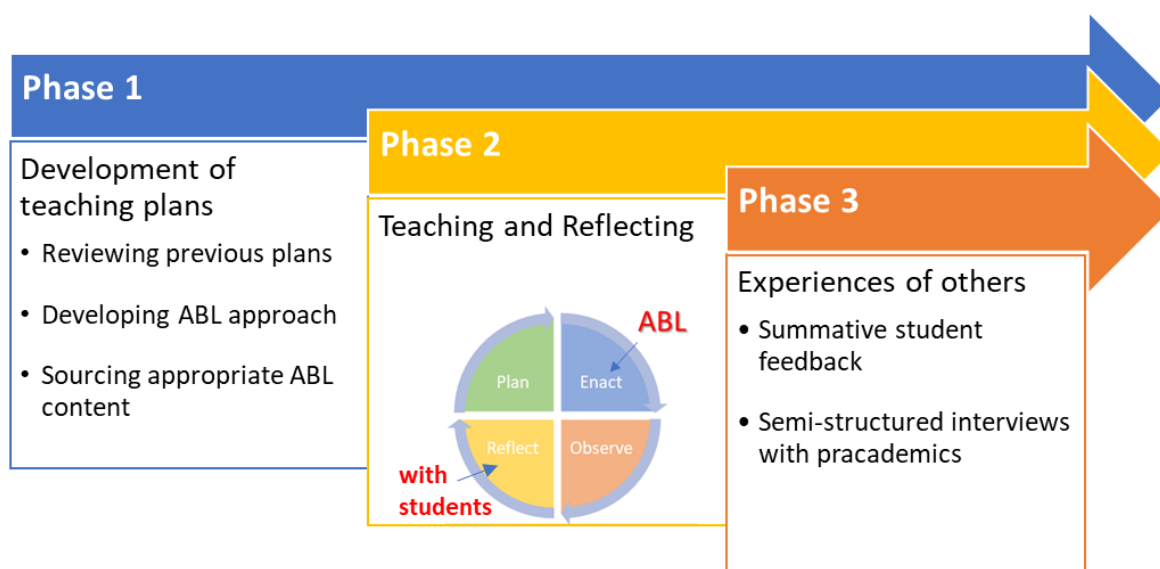 Phase 1
Development of
teaching plans
• Reviewing previous plans
• Developing ABL approach
• Sourcing appropriate ABL
content
Phase 2
Teaching and Reflecting
ABL
Plan
Enact
Reflect
Observe
with
students
Phase 3
Experiences of others
• Summative student
feedback
• Semi-structured interviews
with pracademics